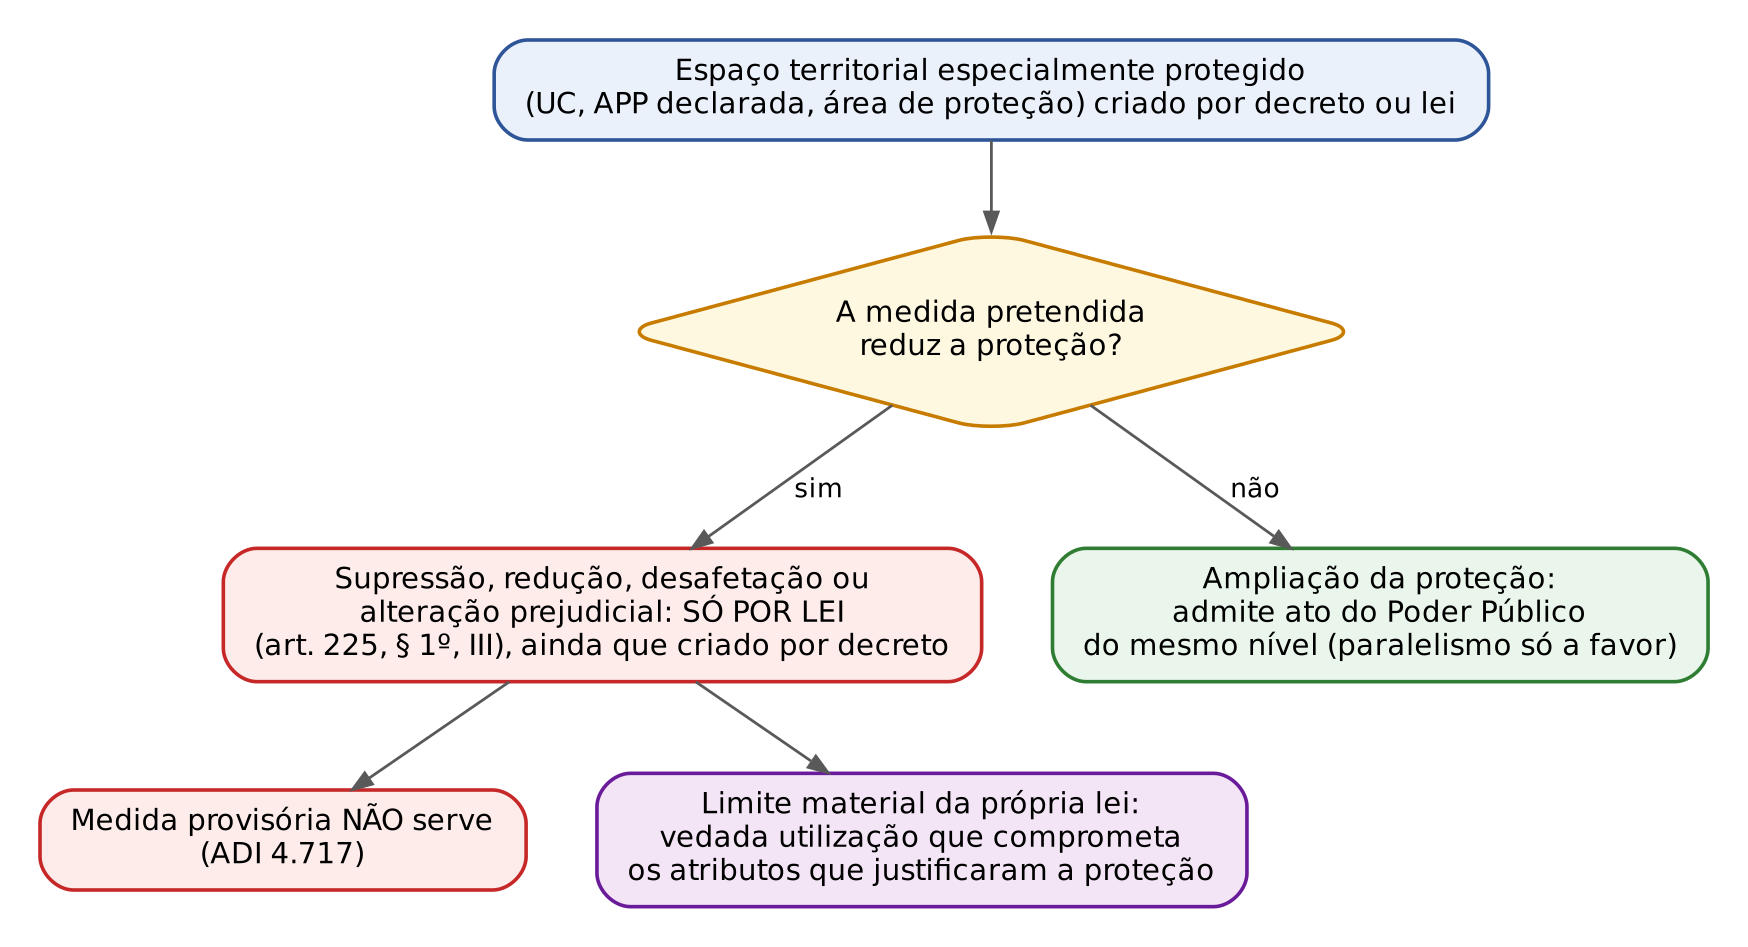 Espaço territorial especialmente protegido
(UC, APP declarada, área de proteção) criado por decreto ou lei
A medida pretendida
reduz a proteção?
sim
não
Supressão, redução, desafetação ou
alteração prejudicial: SÓ POR LEI
(art. 225, § 1º, III), ainda que criado por decreto
Ampliação da proteção:
admite ato do Poder Público
do mesmo nível (paralelismo só a favor)
Medida provisória NÃO serve
(ADI 4.717)
Limite material da própria lei:
vedada utilização que comprometa
os atributos que justificaram a proteção